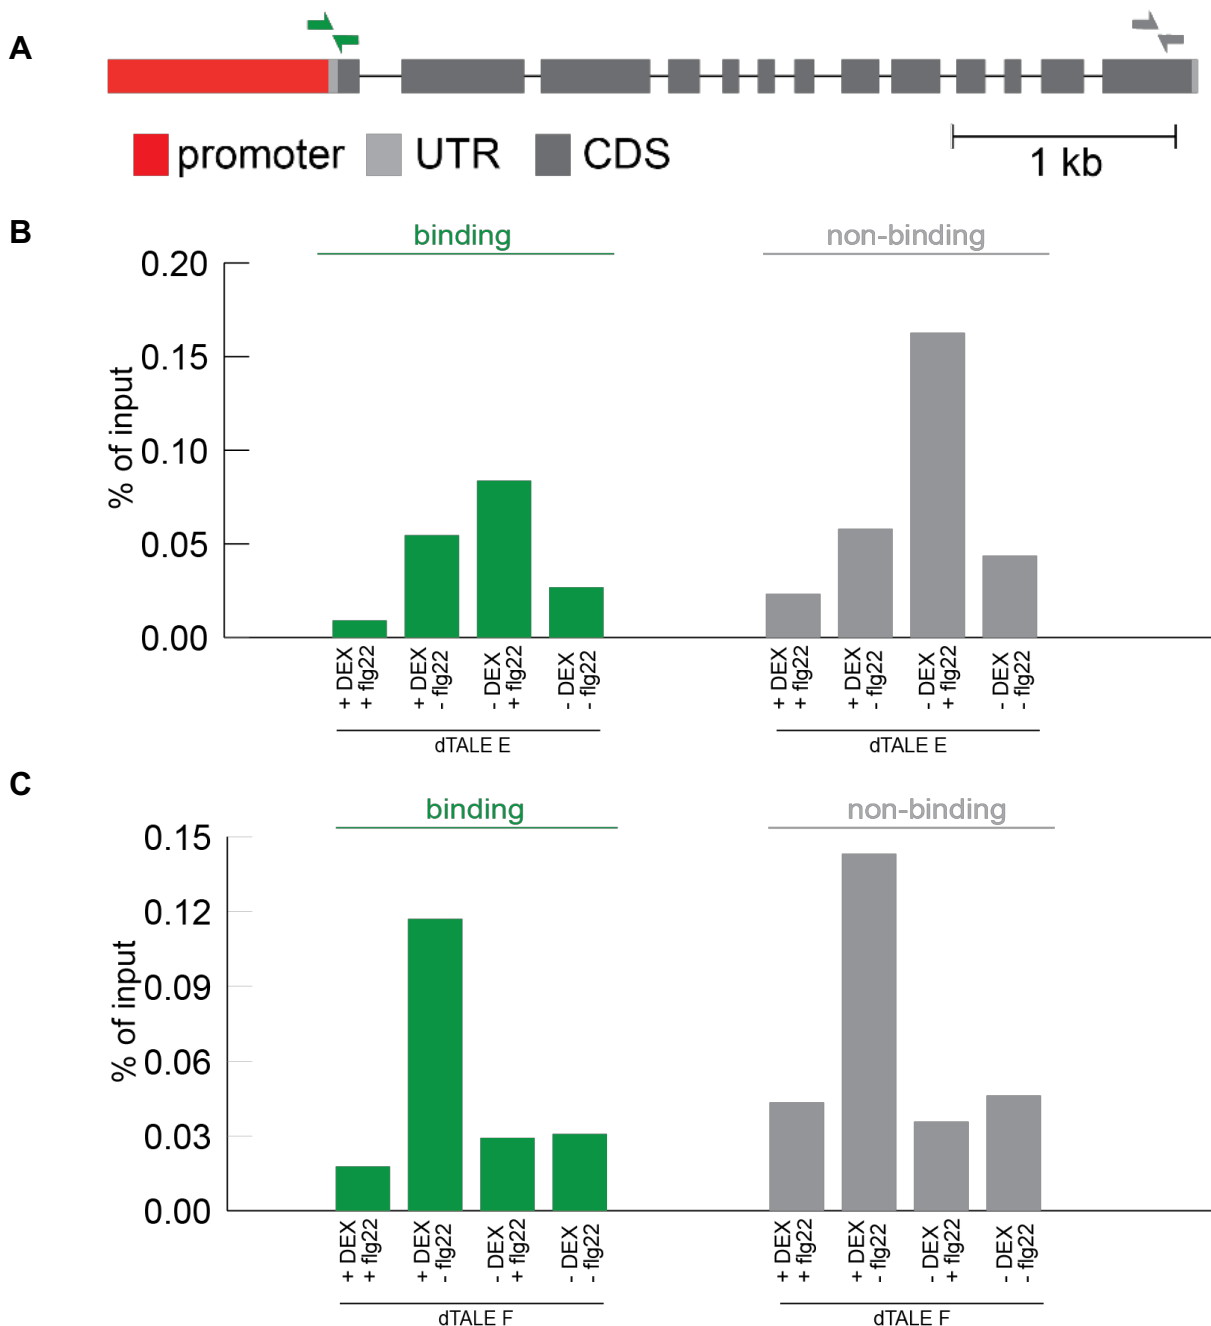 A
promoter
UTR
CDS
1 kb
B
binding
non-binding
% of input
0.20
0.15
0.10
0.05
0.00
+ DEX
+ flg22
+ DEX
- flg22
- DEX
+ flg22
- DEX
- flg22
+ DEX
+ flg22
+ DEX
- flg22
- DEX
+ flg22
- DEX
- flg22
dTALE E
dTALE E
C
binding
non-binding
% of input
0.15
0.12
0.09
0.06
0.03
0.00
+ DEX
+ flg22
+ DEX
- flg22
- DEX
+ flg22
- DEX
- flg22
+ DEX
+ flg22
+ DEX
- flg22
- DEX
+ flg22
- DEX
- flg22
dTALE F
dTALE F